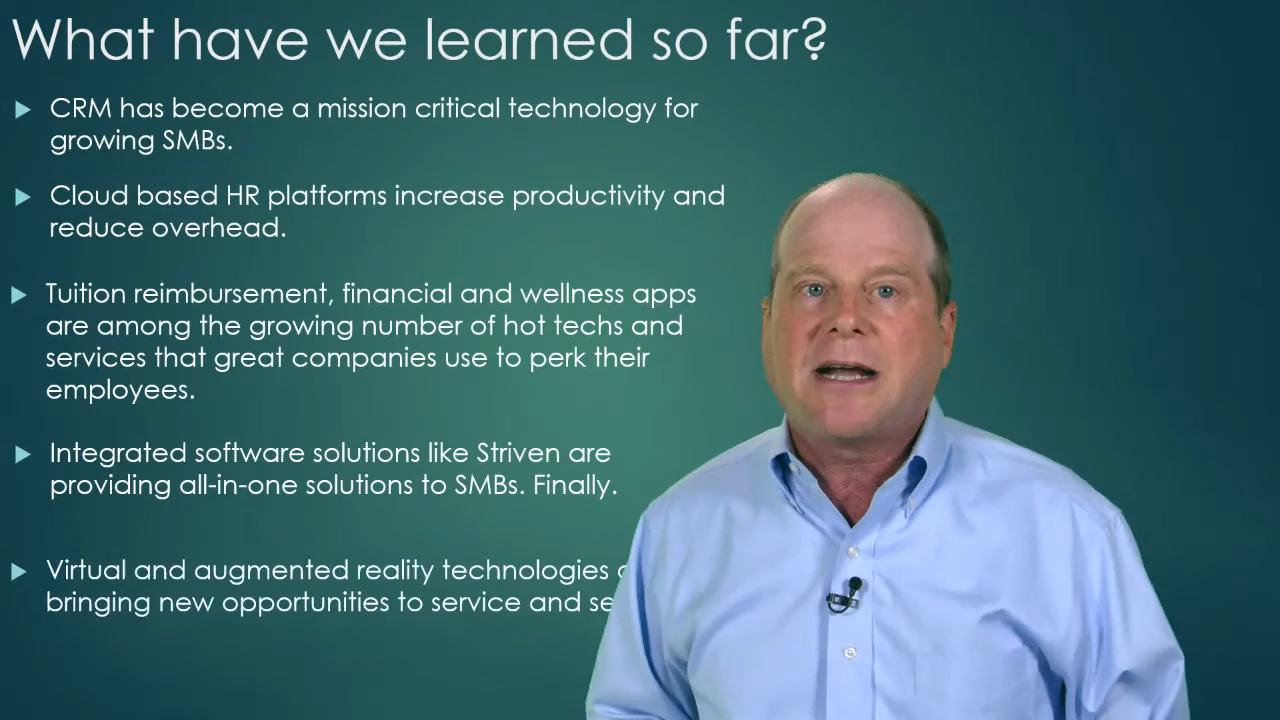 What have we learned so far?
CRM has become a mission critical technology for
growing SMBs.
Cloud based HR platforms increase productivity and
reduce overhead.
Tuition reimbursement, financial and wellness apps
are among the growing number of hot techs and
services that great companies use to perk their
employees.
Integrated software solutions like Striven are
providing all-in-one solutions to SMBs. Finally.
Virtual and augmented reality technologies
bringing new opportunities to service and